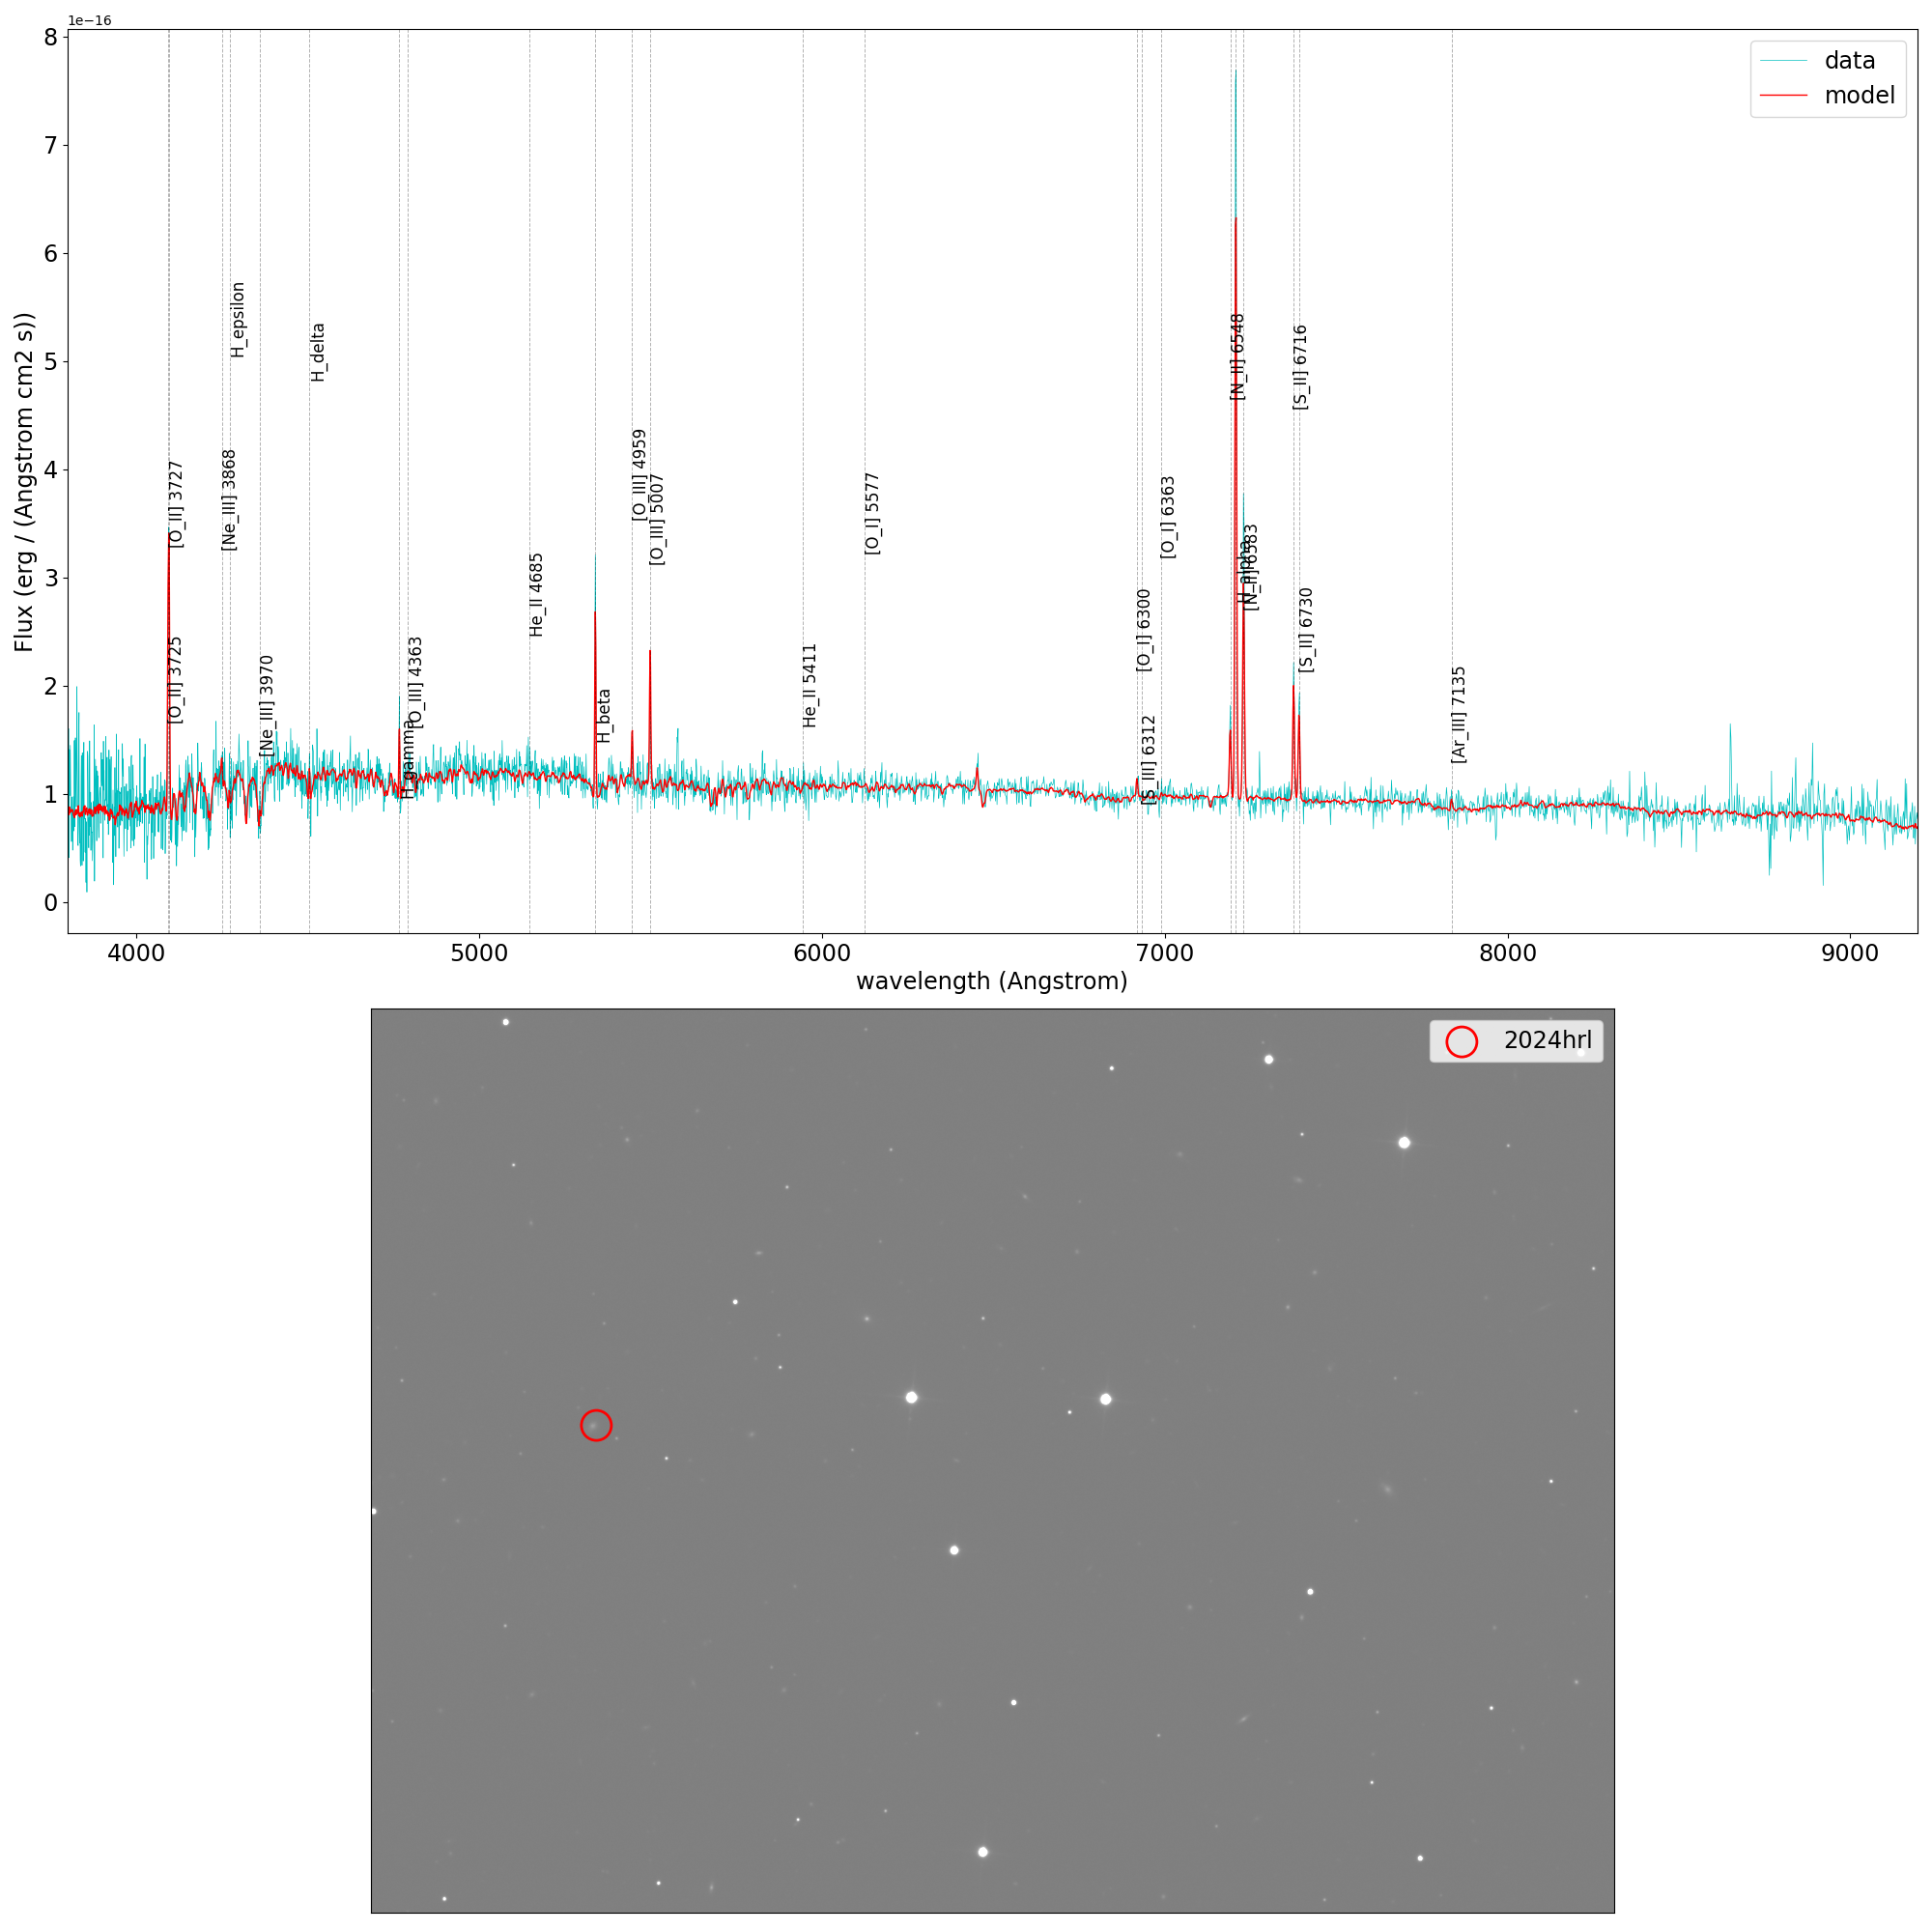 1e−16
8
7
6
5
4
3
2
1
0
Flux (erg / (Angstrom cm2 s))
data
model
[O_II] 3727
[O_II] 3725
[Ne_III] 3868
H_epsilon
[Ne_III] 3970
H_delta
H_gamma
[O_III] 4363
He_II 4685
H_beta
[O_III] 4959
[O_III] 5007
He_II 5411
[O_I] 5577
[O_I] 6300
[S_III] 6312
[O_I] 6363
[N_II] 6548
H_alpha
[N_II] 6583
[S_II] 6716
[S_II] 6730
[Ar_III] 7135
4000
5000
6000
7000
8000
9000
wavelength (Angstrom)
2024hrl